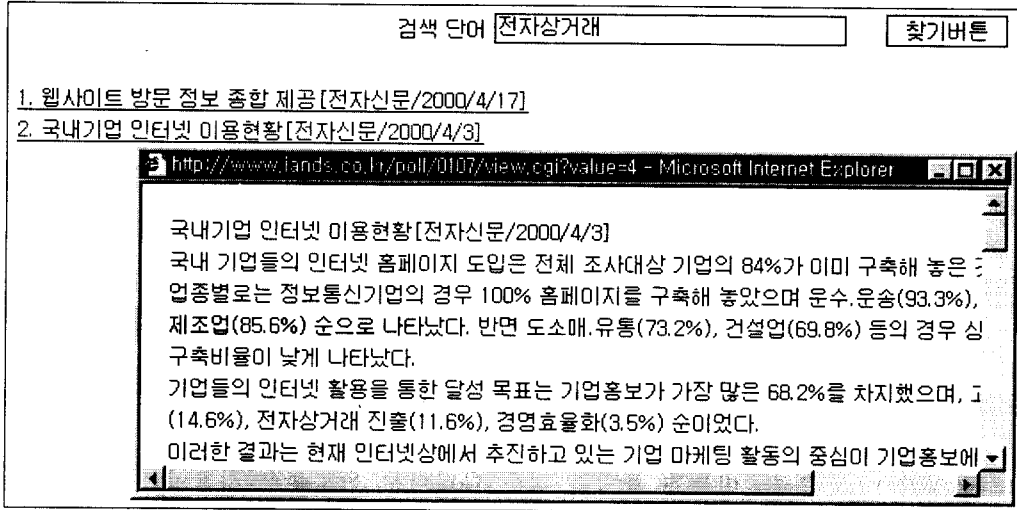 검색 단어 전자상거래 찾기버튼
1. 웹사이트 방문 정보 종합 제공[전자신문/2000/4/17]
2. 국내기업 인터넷 이용현황[전자신문/2000/4/3]
http://www.iands.co.kr/poll/0107/view.cgi?value=4 - Microsoft Internet Explorer
국내기업 인터넷 이용현황[전자신문/2000/4/3]
국내 기업들의 인터넷 홈페이지 도입은 전체 조사대상 기업의 84%가 이미 구축해 놓은
업종별로는 정보통신기업의 경우 100% 홈페이지를 구축해 놓았으며 운수.운송(93.3%),
제조업(85.6%) 순으로 나타났다. 반면 도소매.유통(73.2%), 건설업(69.8%) 등의 경우
구축비율이 낮게 나타났다.
기업들의 인터넷 활용을 통한 달성 목표는 기업홍보가 가장 많은 68.2%를 차지했으며,
(14.6%), 전자상거래 진출(11.6%), 경영효율화(3.5%) 순이었다.
이러한 결과는 현재 인터넷상에서 추진하고 있는 기업 마케팅 활동의 중심이 기업홍보에